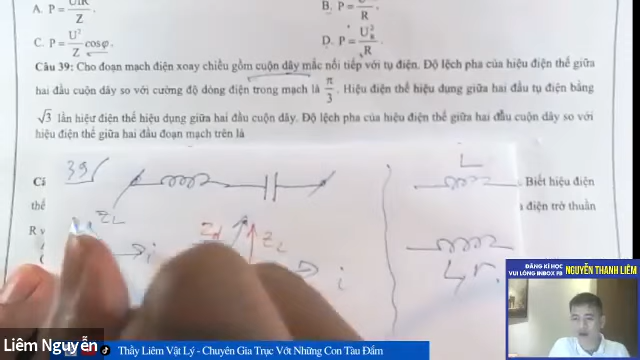 A. P =
Z
B. P =
R
C. P = U² cosφ.
Z
D. P = U²R.
R
Câu 39: Cho đoạn mạch điện xoay chiều gồm cuộn dây mắc nối tiếp với tụ điện. Độ lệch pha của hiệu điện thế giữa
hai đầu cuộn dây so với cường độ dòng điện trong mạch là π/3. Hiệu điện thế hiệu dụng giữa hai đầu tụ điện bằng
√3 lần hiệu điện thế hiệu dụng giữa hai đầu cuộn dây. Độ lệch pha của hiệu điện thế giữa hai đầu cuộn dây so với
hiệu điện thế giữa hai đầu đoạn mạch trên là
39
L
Biết hiệu điện
thế
điện trở thuần
ZL
R
i
ZL
i
L, r.
ĐĂNG KÍ HỌC
VUI LÒNG INBOX FB
NGUYỄN THANH LIÊM
Liêm Nguyễn
Thầy Liêm Vật Lý - Chuyên Gia Trục Vớt Những Con Tàu Đắm